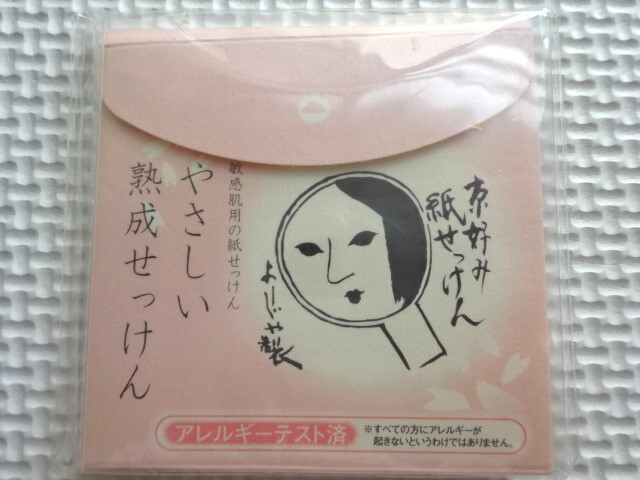 京好み
紙せっけん
よーじや製
敏感肌用の紙せっけん
やさしい
熟成せっけん
アレルギーテスト済
※すべての方にアレルギーが
起きないというわけではありません。